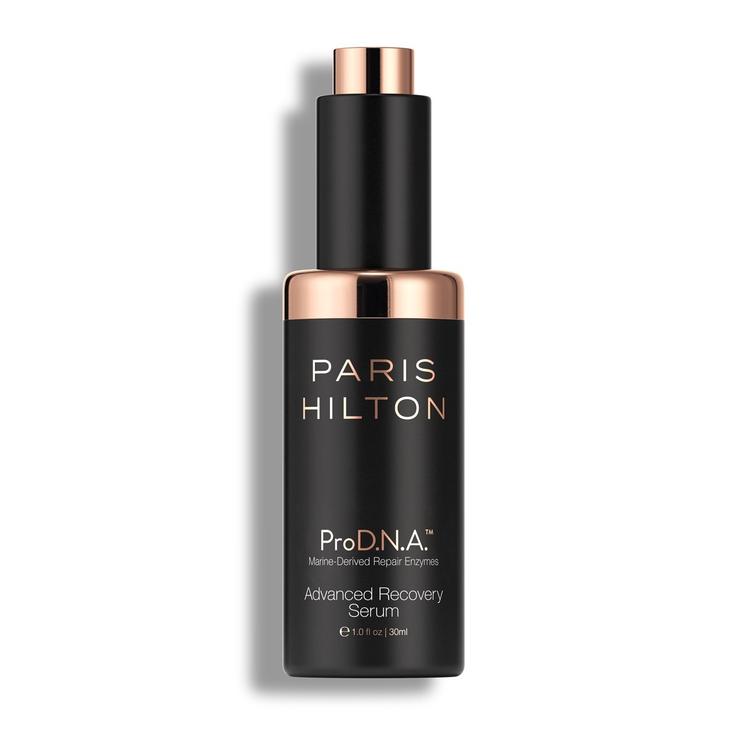 PARIS
HILTON
ProD.N.A.™
Marine-Derived Repair Enzymes
Advanced Recovery
Serum
℮ 1.0 fl oz | 30ml